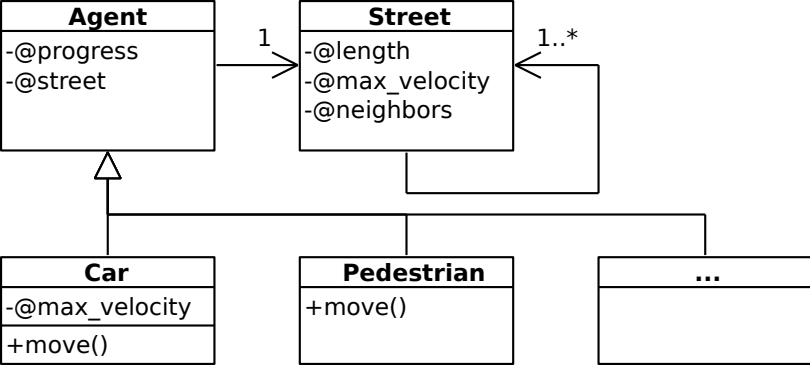 Agent
-@progress
-@street
1
Street
-@length
-@max_velocity
-@neighbors
1..*
Car
-@max_velocity
+move()
Pedestrian
+move()
...